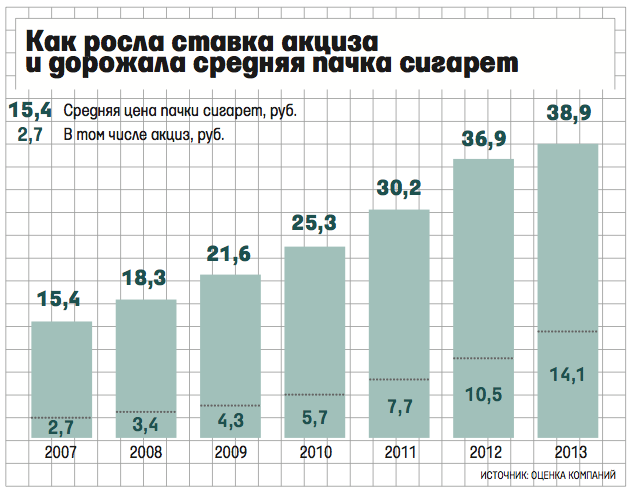 Как росла ставка акциза
и дорожала средняя пачка сигарет
15,4 Средняя цена пачки сигарет, руб.
2,7 В том числе акциз, руб.
38,9
36,9
30,2
25,3
21,6
18,3
15,4
2,7 3,4 4,3 5,7 7,7 10,5 14,1
2007 2008 2009 2010 2011 2012 2013
ИСТОЧНИК: ОЦЕНКА КОМПАНИЙ